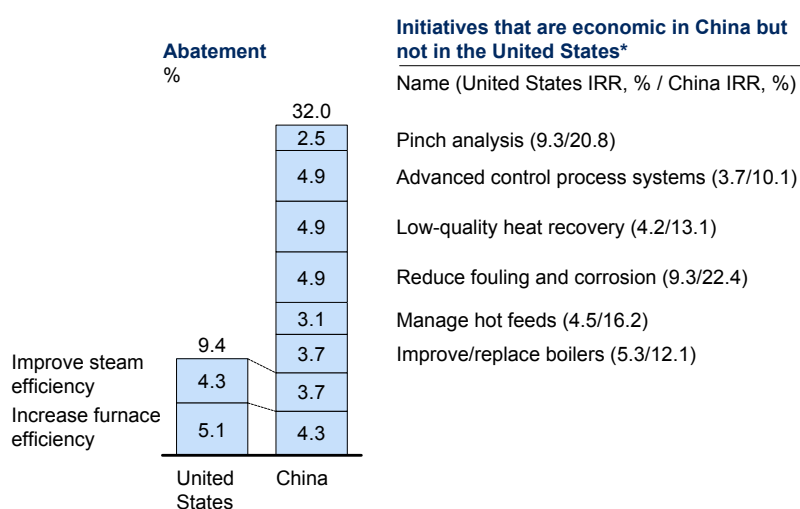 Abatement
%
Initiatives that are economic in China but
not in the United States*
Name (United States IRR, % / China IRR, %)
32.0
2.5
Pinch analysis (9.3/20.8)
4.9
Advanced control process systems (3.7/10.1)
4.9
Low-quality heat recovery (4.2/13.1)
4.9
Reduce fouling and corrosion (9.3/22.4)
3.1
Manage hot feeds (4.5/16.2)
9.4
3.7
Improve/replace boilers (5.3/12.1)
Improve steam
efficiency
4.3
3.7
Increase furnace
efficiency
5.1
4.3
United
States
China